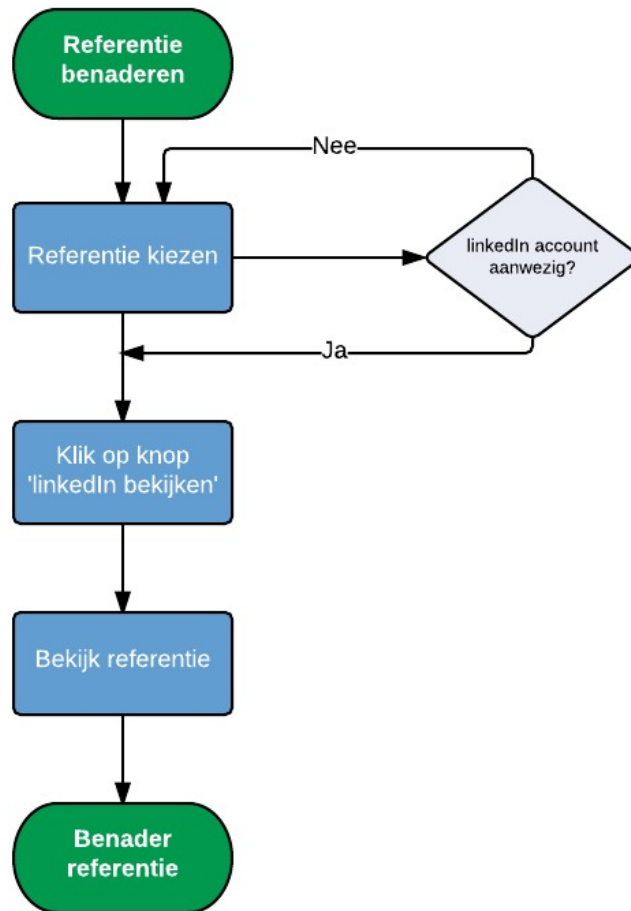 Referentie
benaderen
Nee
Referentie kiezen
linkedIn account
aanwezig?
Ja
Klik op knop
'linkedIn bekijken'
Bekijk referentie
Benader
referentie